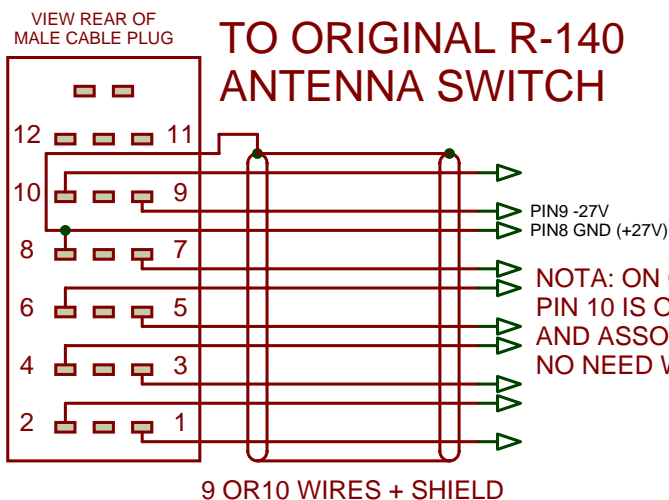 VIEW REAR OF
MALE CABLE PLUG
TO ORIGINAL R-140
ANTENNA SWITCH
12 11
10 9
PIN9 -27V
PIN8 GND (+27V)
8 7
NOTA: ON
6 5
PIN 10 IS
AND
4 3
NO NEED
2 1
9 OR10 WIRES + SHIELD